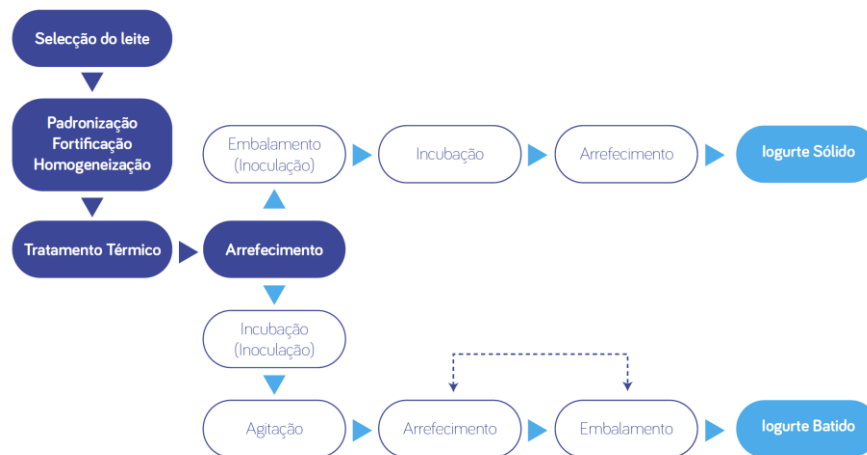 Selecção do leite
Padronização
Fortificação
Homogeneização
Tratamento Térmico
Arrefecimento
Embalamento
(Inoculação)
Incubação
Arrefecimento
Iogurte Sólido
Incubação
(Inoculação)
Agitação
Arrefecimento
Embalamento
Iogurte Batido